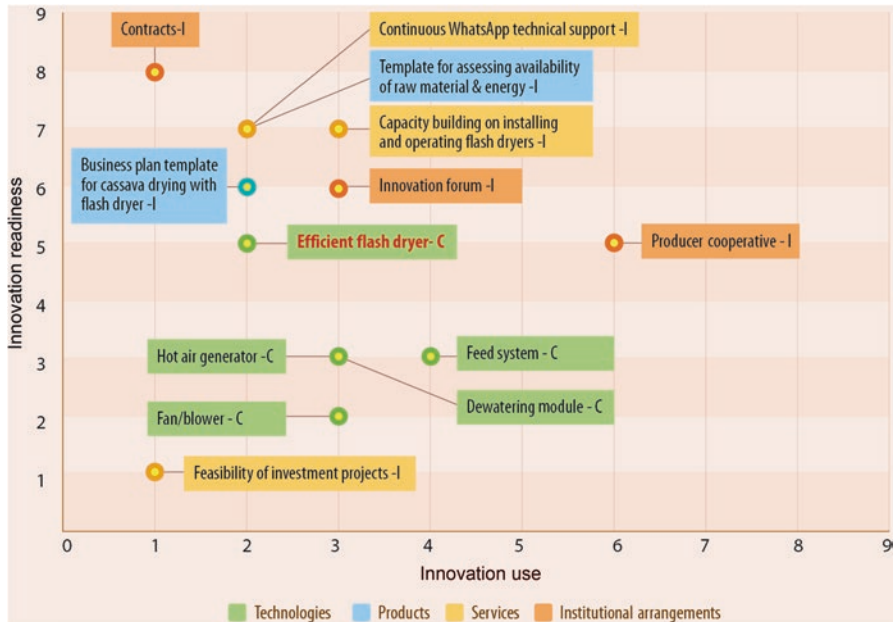 9
Contracts-I
Continuous WhatsApp technical support -I
8
Template for assessing availability
of raw material & energy -I
7
Capacity building on installing
and operating flash dryers -I
Business plan template
for cassava drying with
flash dryer -I
6
Innovation forum -I
5
Efficient flash dryer- C
Producer cooperative - I
4
3
Hot air generator -C
Feed system - C
Dewatering module - C
2
Fan/blower - C
1
Feasibility of investment projects -I
Innovation readiness
0 1 2 3 4 5 6 7 8 9
Innovation use
Technologies Products Services Institutional arrangements